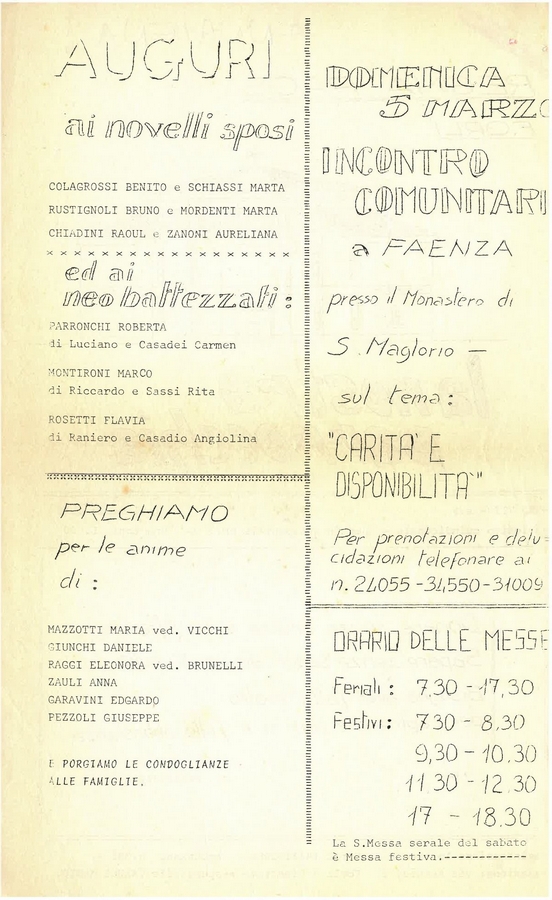 AUGURI
ai novelli sposi
COLAGROSSI BENITO e SCHIASSI MARTA
RUSTIGNOLI BRUNO e MORDENTI MARTA
CHIADINI RAOUL e ZANONI AURELIANA
x x x x x x x x x x x x x x x x x x
ed ai
neo battezzati :
PARRONCHI ROBERTA
di Luciano e Casadei Carmen
MONTIRONI MARCO
di Riccardo e Sassi Rita
ROSETTI FLAVIA
di Raniero e Casadio Angiolina
PREGHIAMO
per le anime
di :
MAZZOTTI MARIA ved. VICCHI
GIUNCHI DANIELE
RAGGI ELEONORA ved. BRUNELLI
ZAULI ANNA
GARAVINI EDGARDO
PEZZOLI GIUSEPPE
E PORGIAMO LE CONDOGLIANZE
ALLE FAMIGLIE.
DOMENICA
5 MARZO
INCONTRO
COMUNITARI
a FAENZA
presso il Monastero di
S. Maglorio —
sul tema :
"CARITA' E
DISPONIBILITA'"
Per prenotazioni e delu-
cidazioni telefonare ai
n. 24055 - 34550 - 31009
ORARIO DELLE MESSE
Feriali : 7,30 - 17,30
Festivi : 7 30 - 8,30
9,30 - 10.30
11.30 - 12.30
17 - 18.30
La S.Messa serale del sabato
è Messa festiva.------------